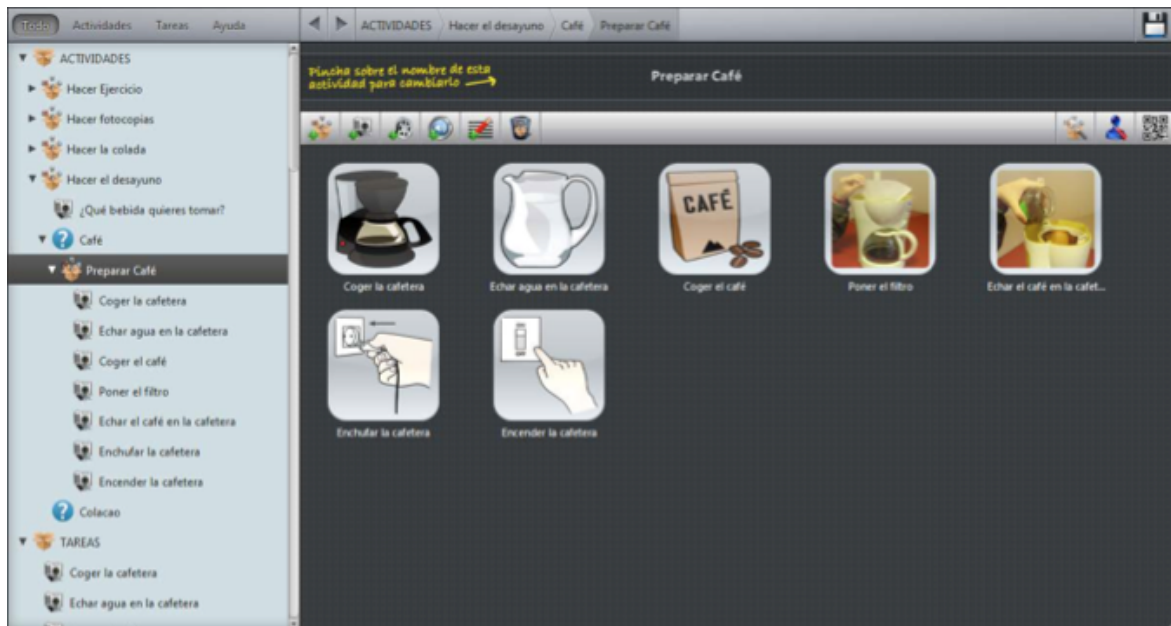 Todo Actividades Tareas Ayuda
ACTIVIDADES Hacer el desayuno Café Preparar Café
ACTIVIDADES
Hacer Ejercicio
Hacer fotocopias
Hacer la colada
Hacer el desayuno
¿Qué bebida quieres tomar?
Café
Preparar Café
Coger la cafetera
Echar agua en la cafetera
Coger el café
Poner el filtro
Echar el café en la cafetera
Enchufar la cafetera
Encender la cafetera
Colacao
TAREAS
Coger la cafetera
Echar agua en la cafetera
Pincha sobre el nombre de esta
actividad para cambiarlo
Preparar Café
CAFÉ
Coger la cafetera
Echar agua en la cafetera
Coger el café
Poner el filtro
Echar el café en la cafet...
Enchufar la cafetera
Encender la cafetera